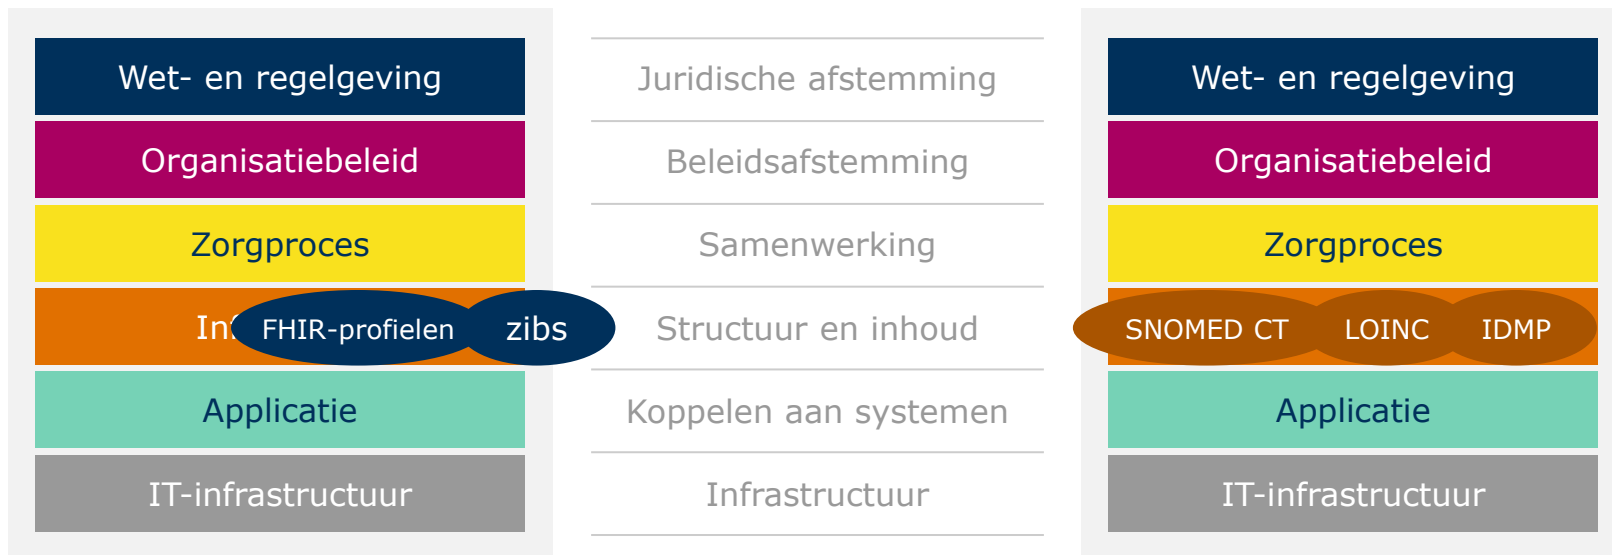 Wet- en regelgeving
Juridische afstemming
Wet- en regelgeving
Organisatiebeleid
Beleidsafstemming
Organisatiebeleid
Zorgproces
Samenwerking
Zorgproces
FHIR-profielen
zibs
Structuur en inhoud
SNOMED CT
LOINC
IDMP
Applicatie
Koppelen aan systemen
Applicatie
IT-infrastructuur
Infrastructuur
IT-infrastructuur